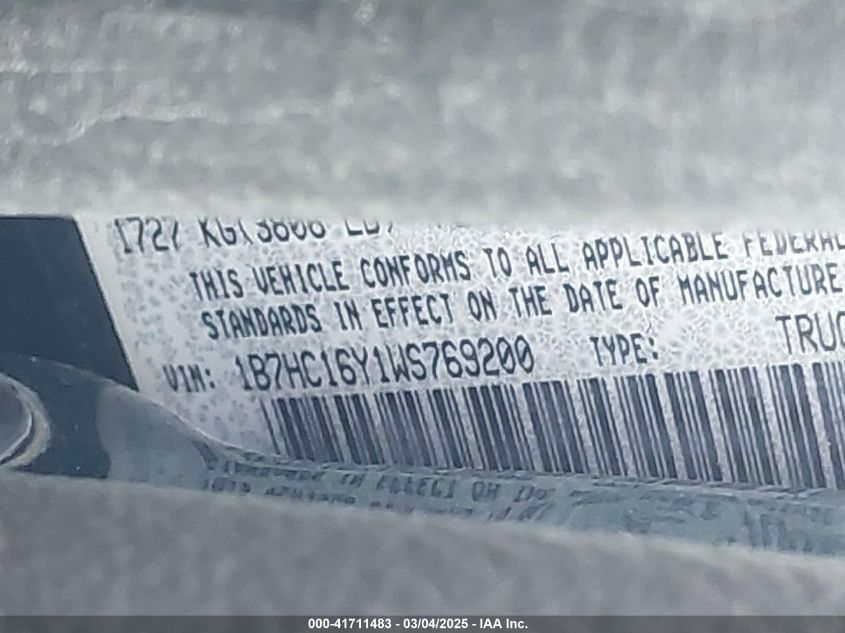 1727 KG(3808 LB)
THIS VEHICLE CONFORMS TO ALL APPLICABLE FEDERAL
STANDARDS IN EFFECT ON THE DATE OF MANUFACTURE
VIN: 1B7HC16Y1WS769200 TYPE: TRUC
000-41711483 - 03/04/2025 - IAA Inc.